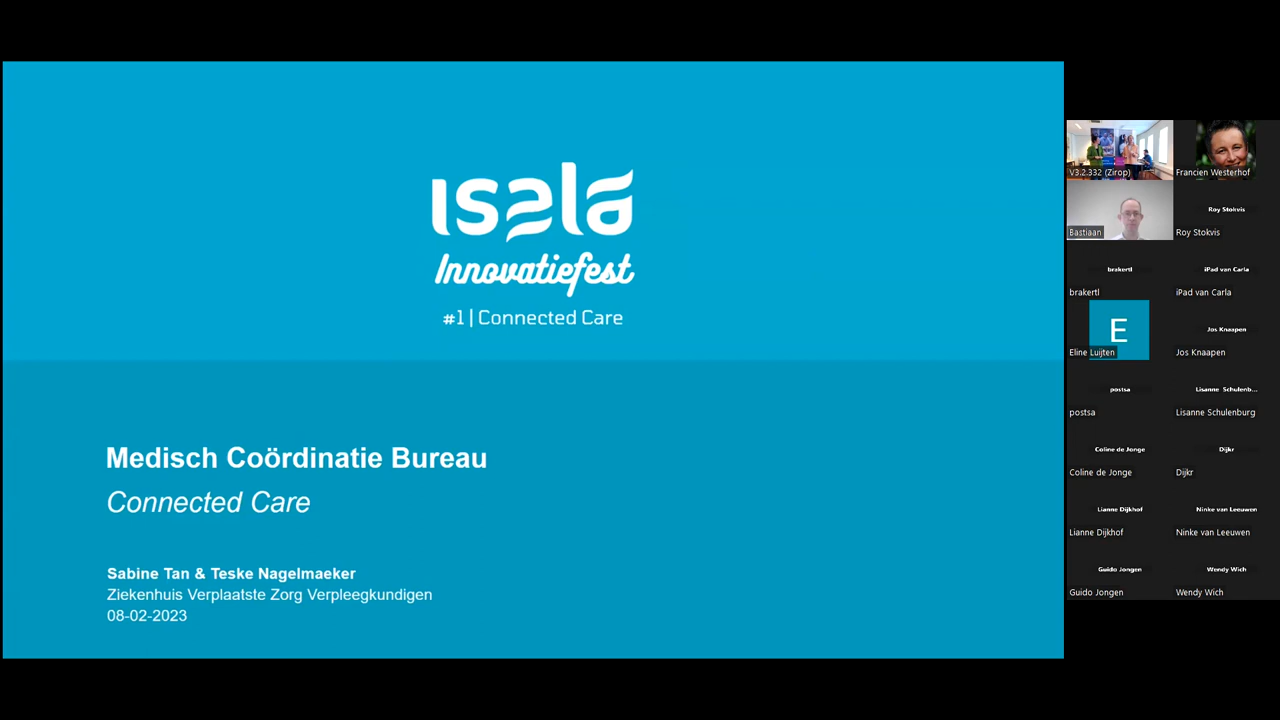 isala
Innovatiefest
#1 | Connected Care
Medisch Coördinatie Bureau
Connected Care
Sabine Tan & Teske Nagelmaeker
Ziekenhuis Verplaatste Zorg Verpleegkundigen
08-02-2023
V3.2.332 (Zirop)
Francien Westerhof
Bastiaan
Roy Stokvis
Roy Stokvis
brakertl
iPad van Carla
brakertl
iPad van Carla
E
Eline Luijten
Jos Knaapen
Jos Knaapen
postsa
Lisanne Schulenb...
postsa
Lisanne Schulenburg
Coline de Jonge
Dijkr
Coline de Jonge
Dijkr
Lianne Dijkhof
Ninke van Leeuwen
Lianne Dijkhof
Ninke van Leeuwen
Guido Jongen
Wendy Wich
Guido Jongen
Wendy Wich